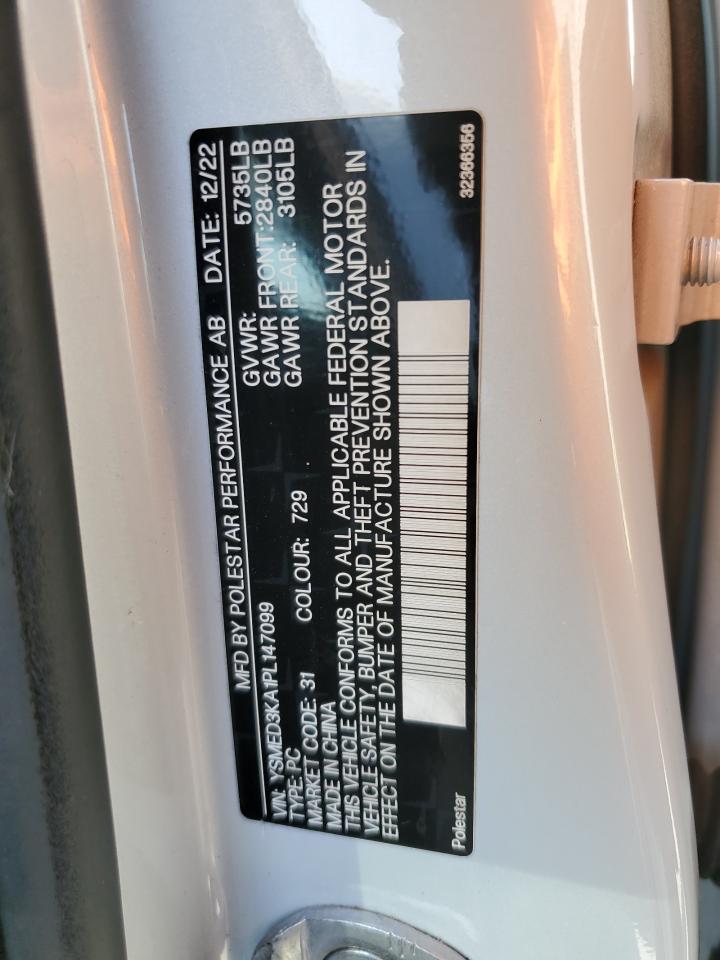 MFD BY POLESTAR PERFORMANCE AB DATE: 12/22
VIN: YSMED3KA1PL147099 GVWR: 5735LB
TYPE: PC GAWR FRONT:2840LB
MARKET CODE: 31 COLOUR: 729 GAWR REAR: 3105LB
MADE IN CHINA
THIS VEHICLE CONFORMS TO ALL APPLICABLE FEDERAL MOTOR
VEHICLE SAFETY, BUMPER AND THEFT PREVENTION STANDARDS IN
EFFECT ON THE DATE OF MANUFACTURE SHOWN ABOVE.
Polestar 32366356